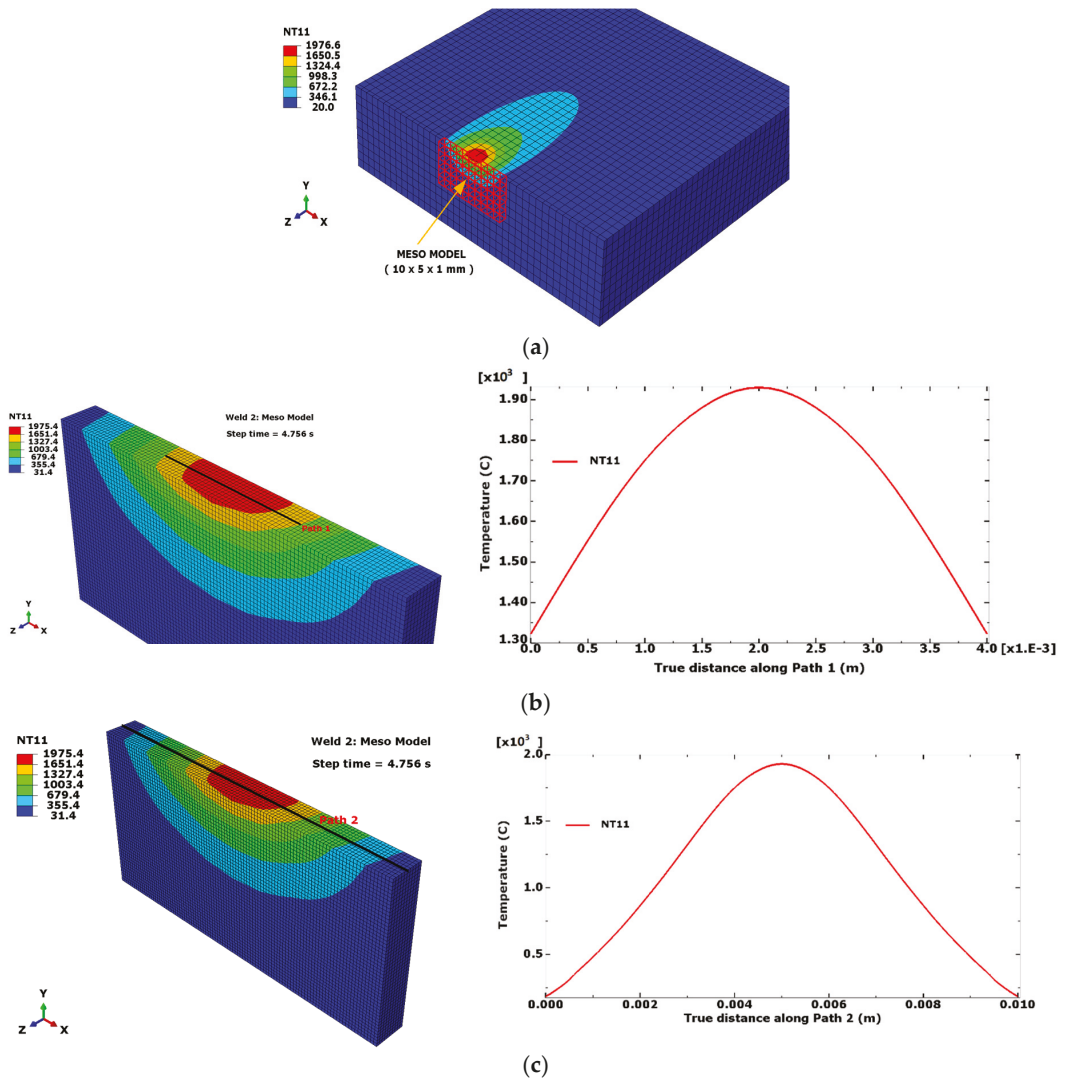 NT11
1976.6
1650.5
1324.4
998.3
672.2
346.1
20.0
Y
Z X
MESO MODEL
( 10 x 5 x 1 mm )
(a)
NT11
1975.4
1651.4
1327.4
1003.4
679.4
355.4
31.4
Weld 2: Meso Model
Step time = 4.756 s
Path 1
Y
Z X
[x10³ ]
1.90
1.70
1.60
1.50
1.40
1.30
Temperature (C)
NT11
0.0 0.5 1.0 1.5 2.0 2.5 3.0 3.5 4.0 [x1.E-3]
True distance along Path 1 (m)
(b)
NT11
1975.4
1651.4
1327.4
1003.4
679.4
355.4
31.4
Weld 2: Meso Model
Step time = 4.756 s
Path 2
Y
Z X
[x10³ ]
2.0
1.5
1.0
0.5
Temperature (C)
NT11
0.000 0.002 0.004 0.006 0.008 0.010
True distance along Path 2 (m)
(c)